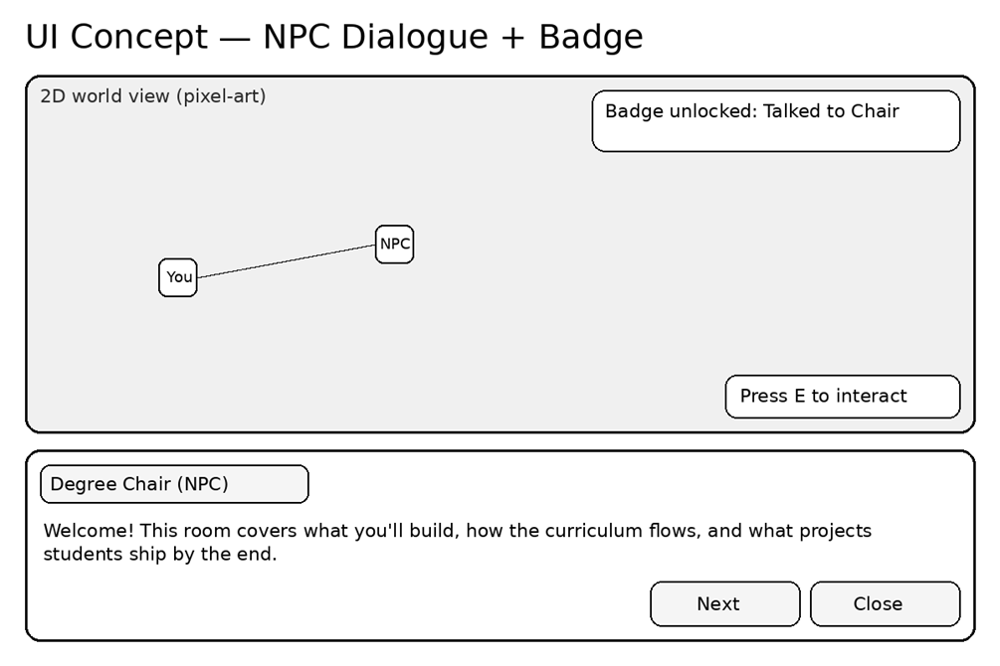 UI Concept — NPC Dialogue + Badge
2D world view (pixel-art)
Badge unlocked: Talked to Chair
NPC
You
Press E to interact
Degree Chair (NPC)
Welcome! This room covers what you'll build, how the curriculum flows, and what projects
students ship by the end.
Next
Close